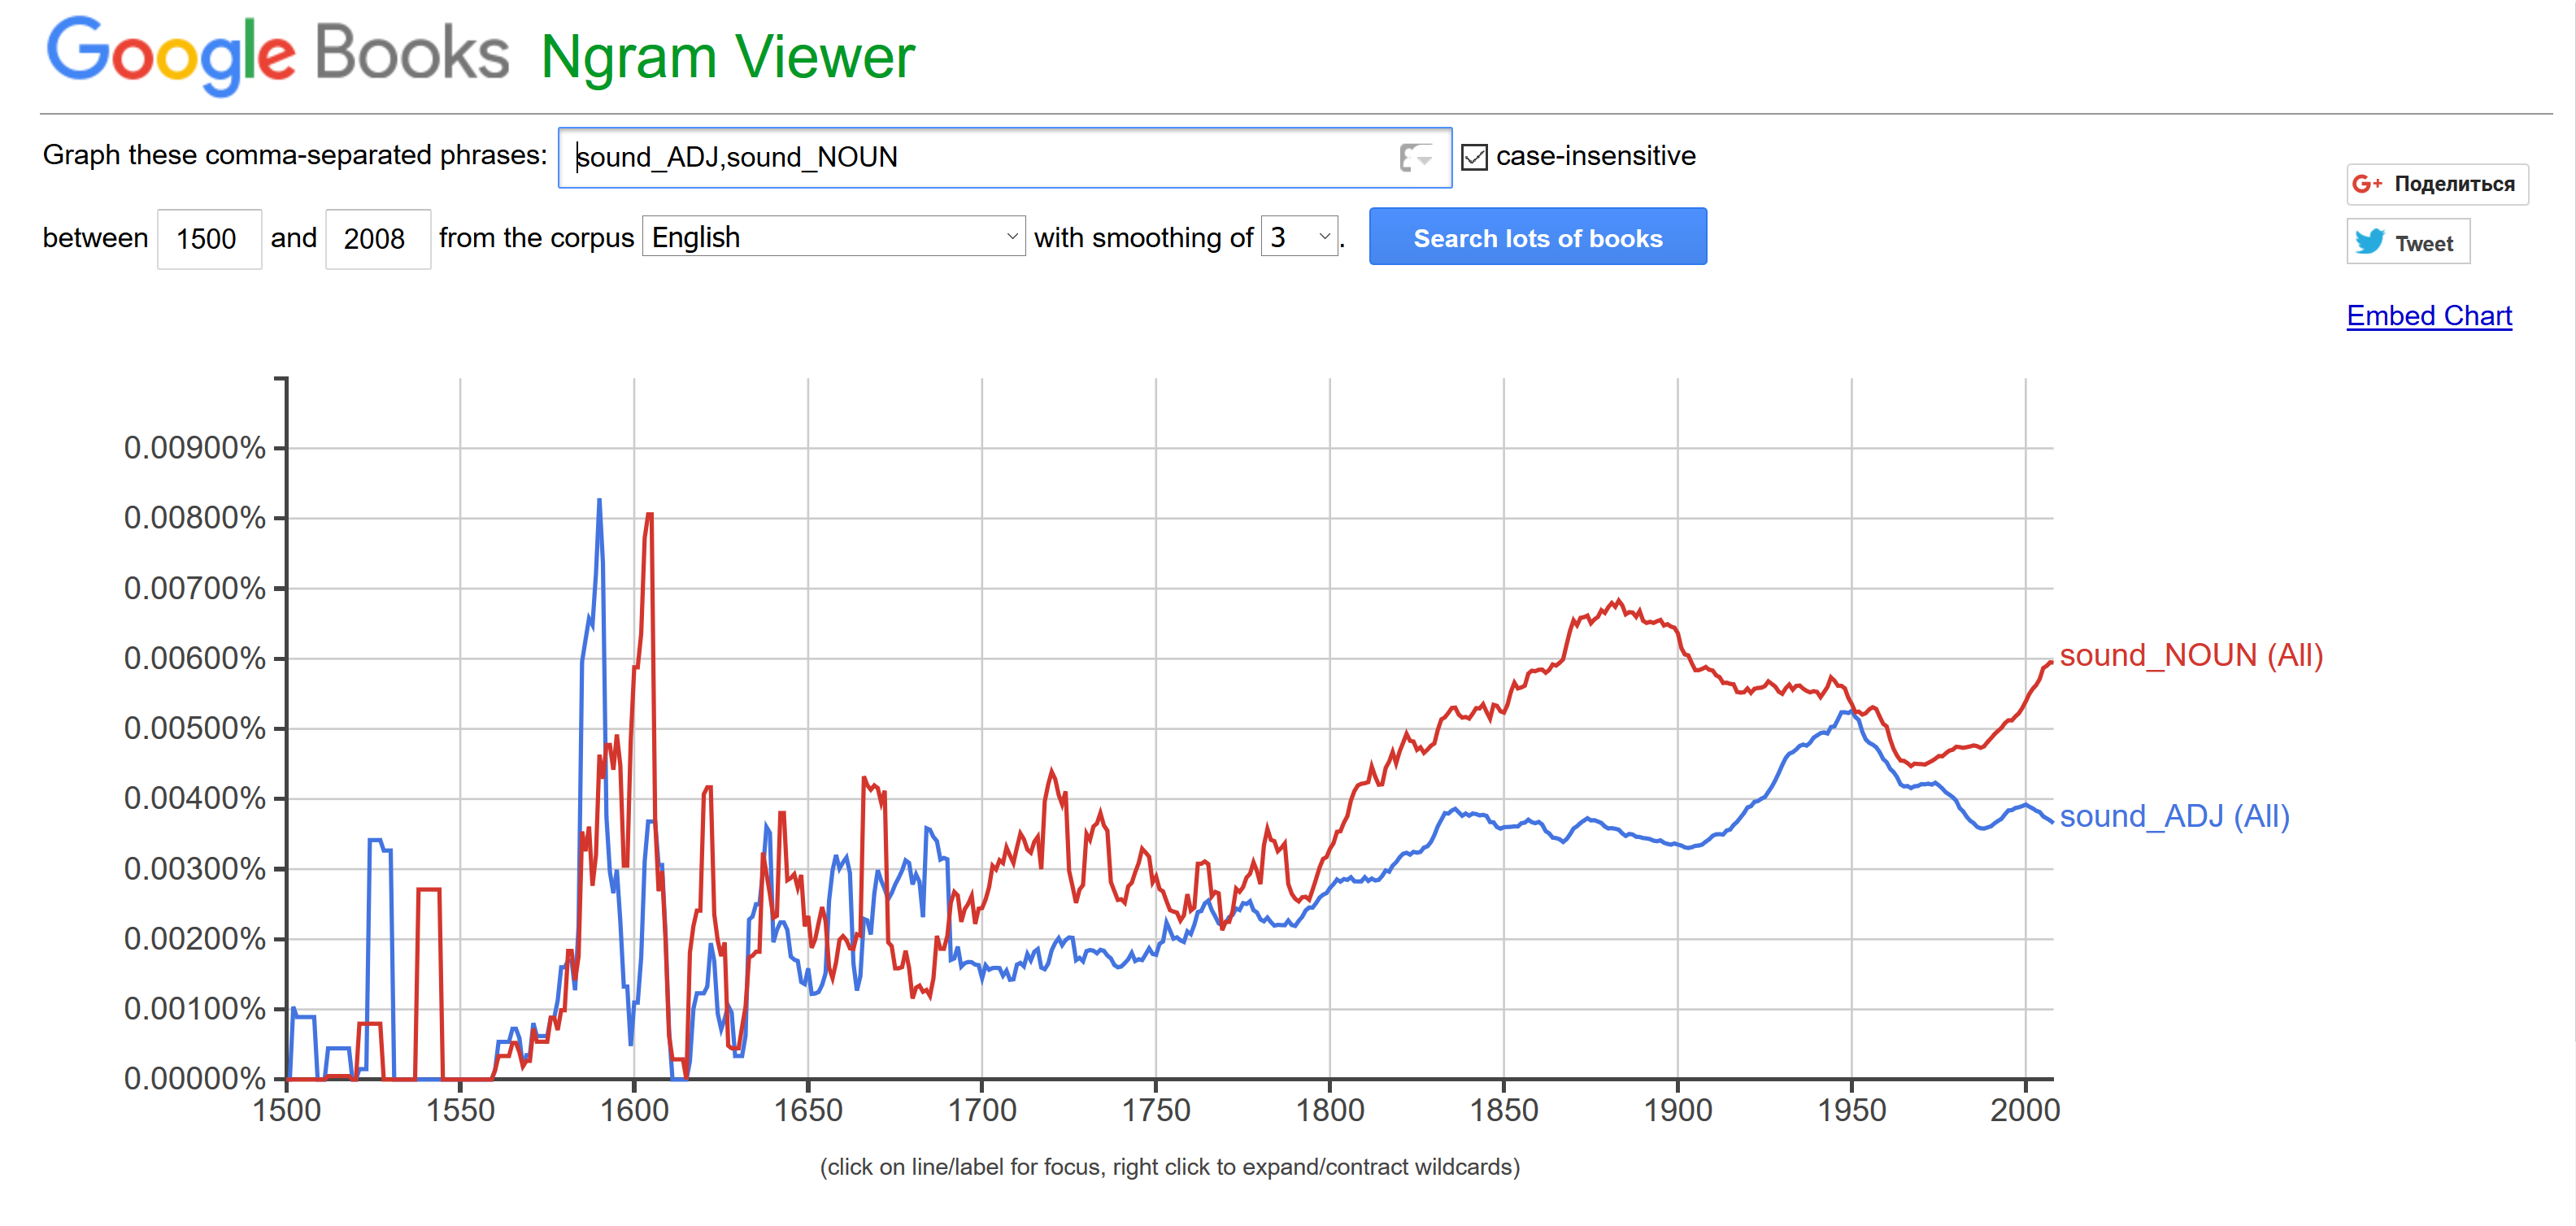 Google Books Ngram Viewer
Graph these comma-separated phrases: sound_ADJ,sound_NOUN case-insensitive
between 1500 and 2008 from the corpus English with smoothing of 3 . Search lots of books
G+ Поделиться
Tweet
Embed Chart
0.00900%
0.00800%
0.00700%
0.00600%
0.00500%
0.00400%
0.00300%
0.00200%
0.00100%
0.00000%
sound_NOUN (All)
sound_ADJ (All)
1500 1550 1600 1650 1700 1750 1800 1850 1900 1950 2000
(click on line/label for focus, right click to expand/contract wildcards)